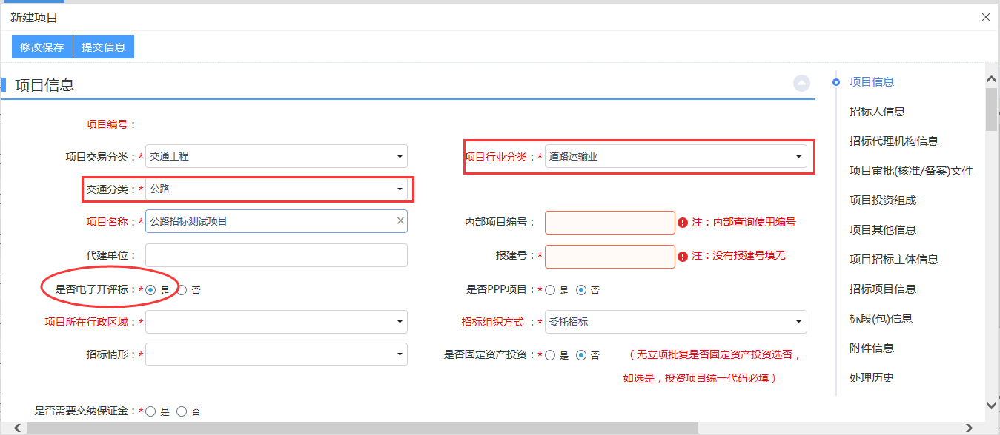 新建项目
修改保存 提交信息
项目信息
项目编号：
项目交易分类：* 交通工程 项目行业分类：* 道路运输业
交通分类：* 公路
项目名称：* 公路招标测试项目 内部项目编号： 注：内部查询使用编号
代建单位： 报建号：* 注：没有报建号填无
是否电子开评标：* 是 否 是否PPP项目：* 是 否
项目所在行政区域：* 招标组织方式 ：* 委托招标
招标情形：* 是否固定资产投资：* 是 否 （无立项批复是否固定资产投资选否，
如选是，投资项目统一代码必填）
是否需要交纳保证金：* 是 否
项目信息
招标人信息
招标代理机构信息
项目审批(核准/备案)文件
项目投资组成
项目其他信息
项目招标主体信息
招标项目信息
标段(包)信息
附件信息
处理历史